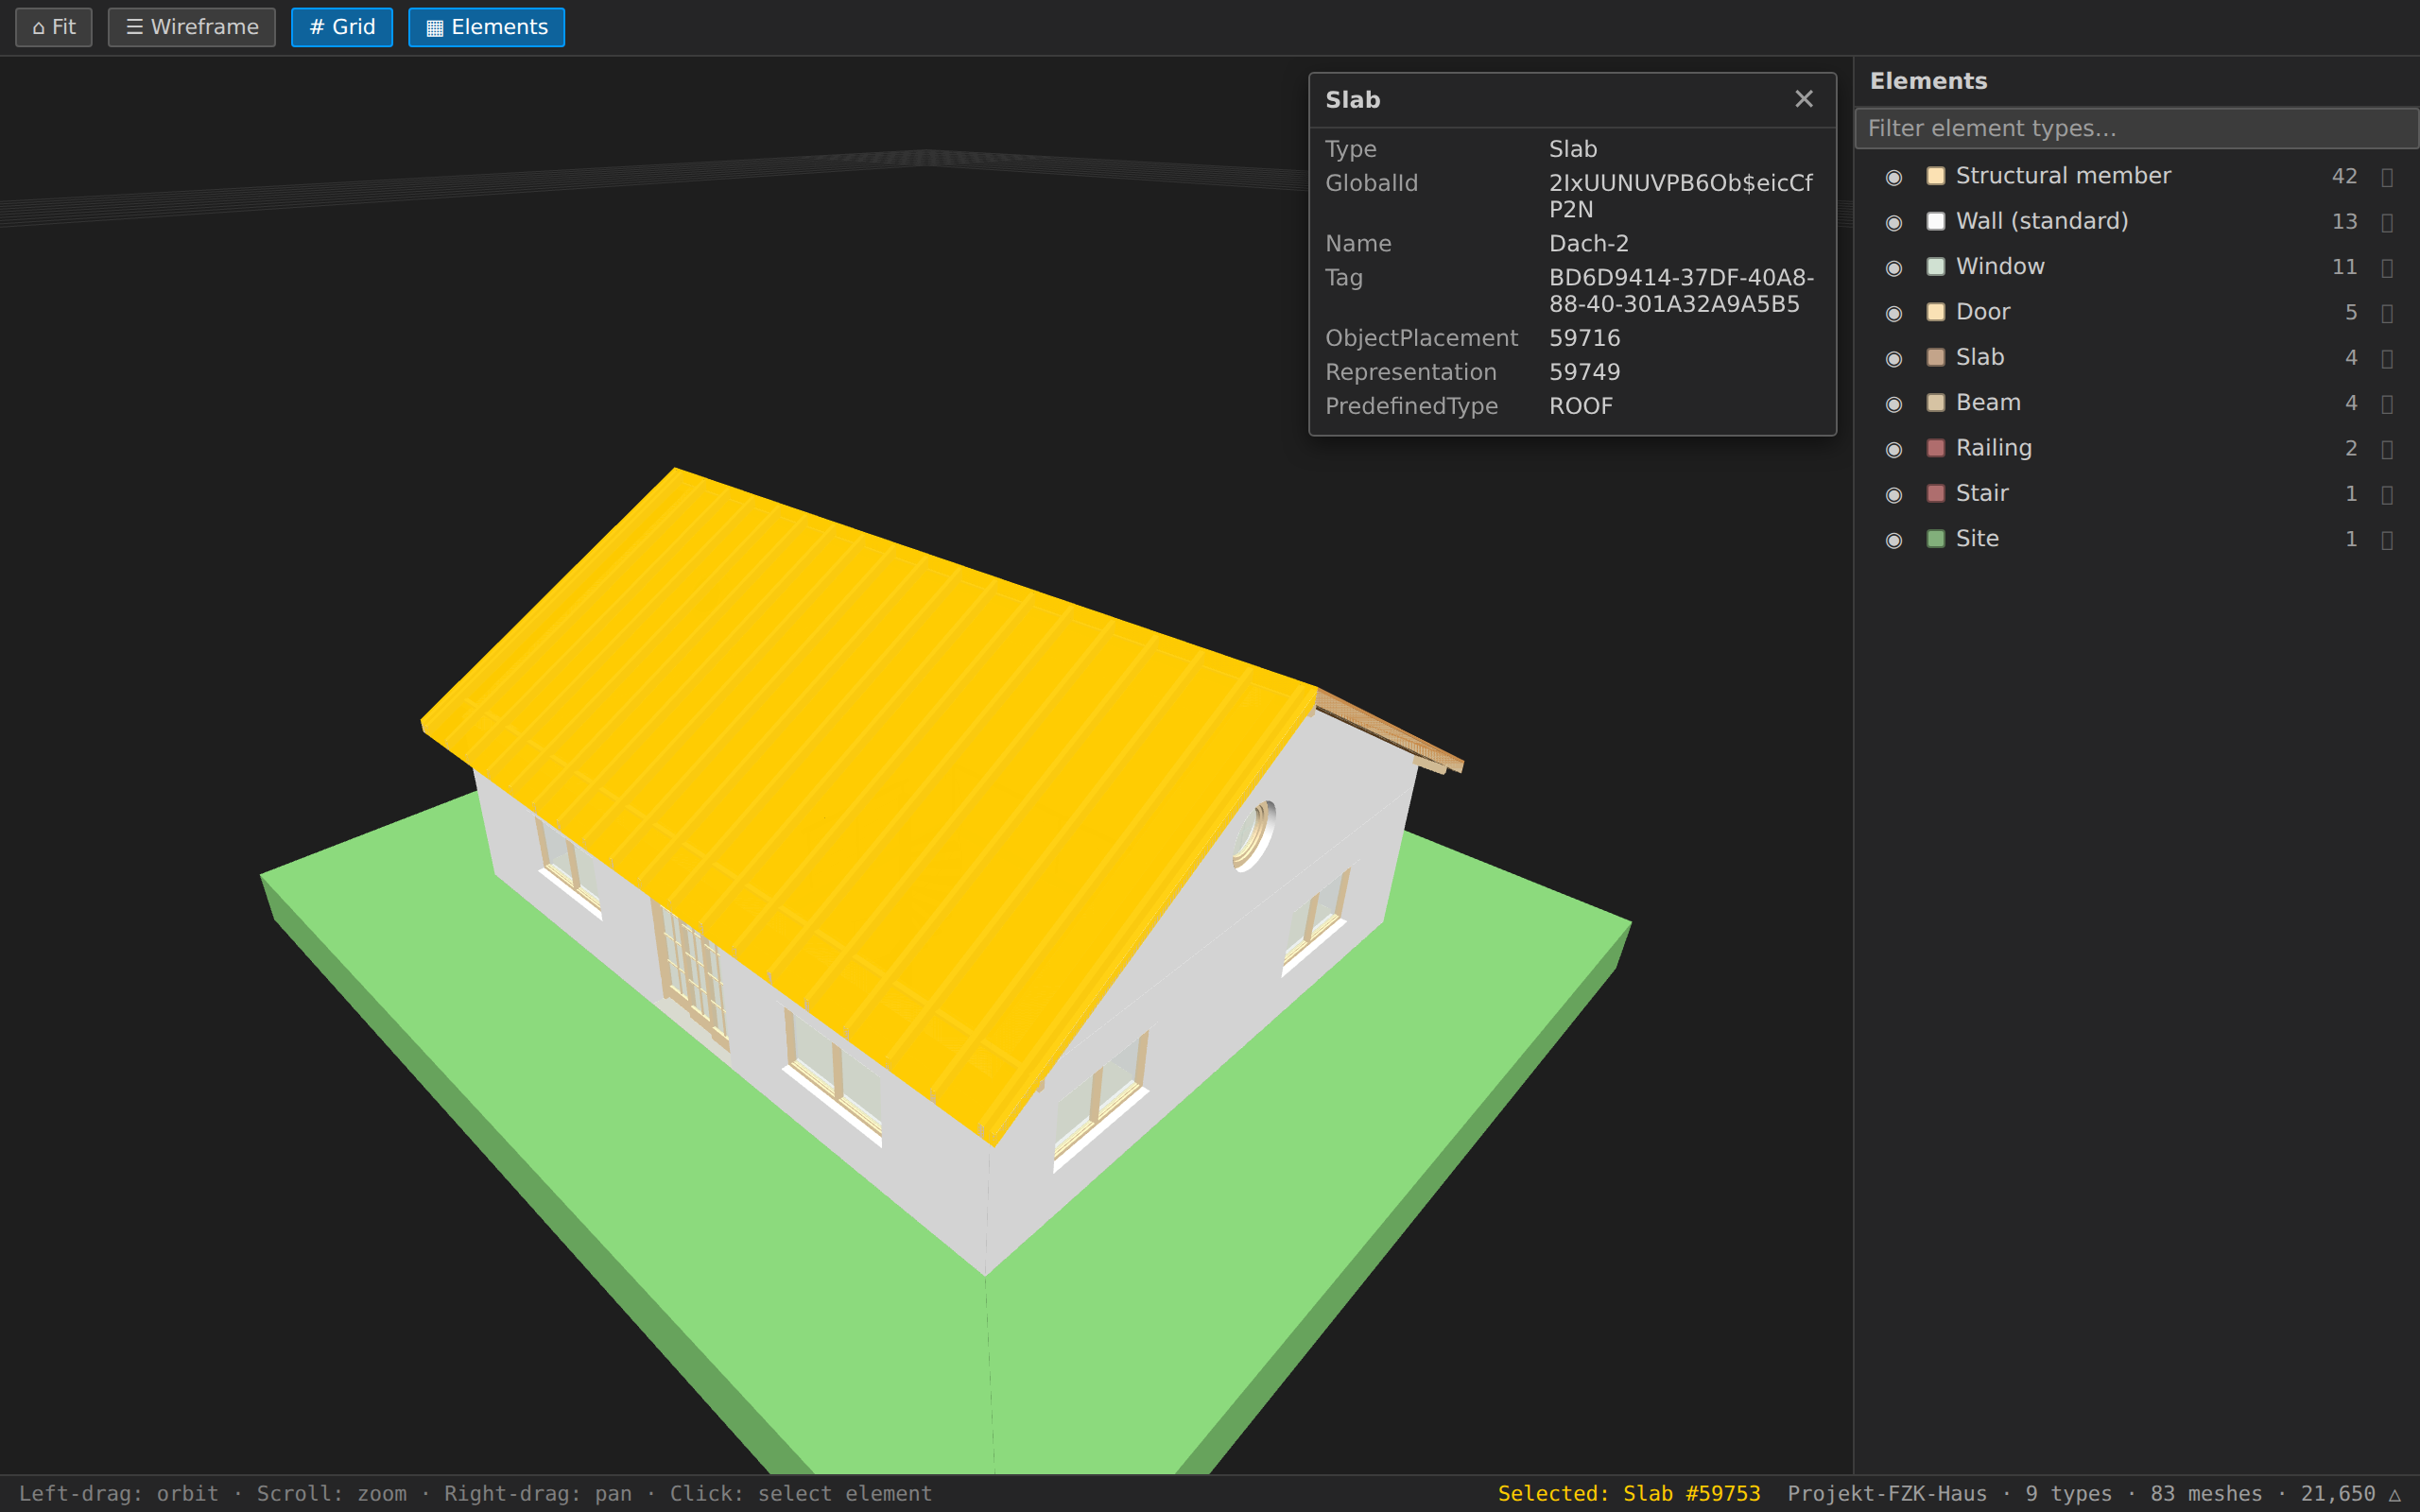 ⌂ Fit ☰ Wireframe # Grid ▦ Elements
Slab ✕
Type Slab
GlobalId 2IxUUNUVPB6Ob$eicCf
P2N
Name Dach-2
Tag BD6D9414-37DF-40A8-
88-40-301A32A9A5B5
ObjectPlacement 59716
Representation 59749
PredefinedType ROOF
Elements
Filter element types…
Structural member 42
Wall (standard) 13
Window 11
Door 5
Slab 4
Beam 4
Railing 2
Stair 1
Site 1
Left-drag: orbit · Scroll: zoom · Right-drag: pan · Click: select element
Selected: Slab #59753 Projekt-FZK-Haus · 9 types · 83 meshes · 21,650 △